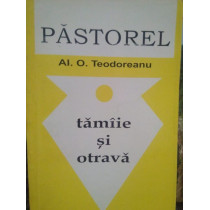 PĂSTOREL
Al. O. Teodoreanu
tămîie
și
otravă